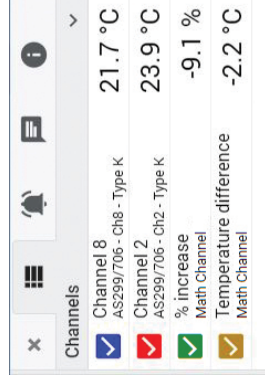 Channels
Channel 8 21.7 °C
AS299/706 - Ch8 - Type K
Channel 2 23.9 °C
AS299/706 - Ch2 - Type K
% increase -9.1 %
Math Channel
Temperature difference -2.2 °C
Math Channel